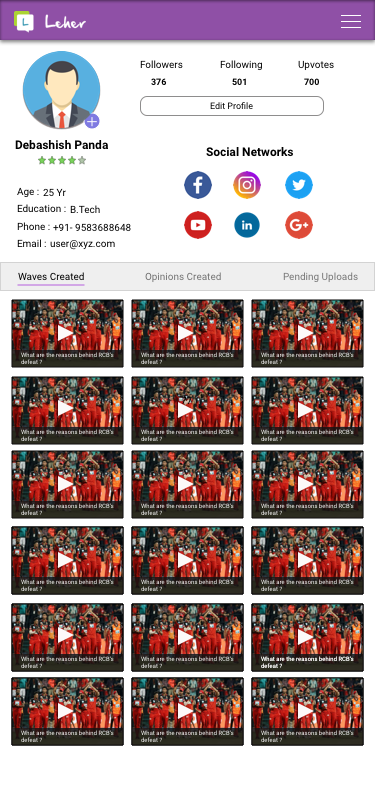 L Leher
Followers Following Upvotes
376 501 700
Edit Profile
Debashish Panda
Social Networks
Age : 25 Yr
Education : B.Tech
Phone : +91- 9583688648
Email : user@xyz.com
in
G+
Waves Created Opinions Created Pending Uploads
What are the reasons behind RCB's
defeat ?
What are the reasons behind RCB's
defeat ?
What are the reasons behind RCB's
defeat ?
What are the reasons behind RCB's
defeat ?
What are the reasons behind RCB's
defeat ?
What are the reasons behind RCB's
defeat ?
What are the reasons behind RCB's
defeat ?
What are the reasons behind RCB's
defeat ?
What are the reasons behind RCB's
defeat ?
What are the reasons behind RCB's
defeat ?
What are the reasons behind RCB's
defeat ?
What are the reasons behind RCB's
defeat ?
What are the reasons behind RCB's
defeat ?
What are the reasons behind RCB's
defeat ?
What are the reasons behind RCB's
defeat ?
What are the reasons behind RCB's
defeat ?
What are the reasons behind RCB's
defeat ?
What are the reasons behind RCB's
defeat ?